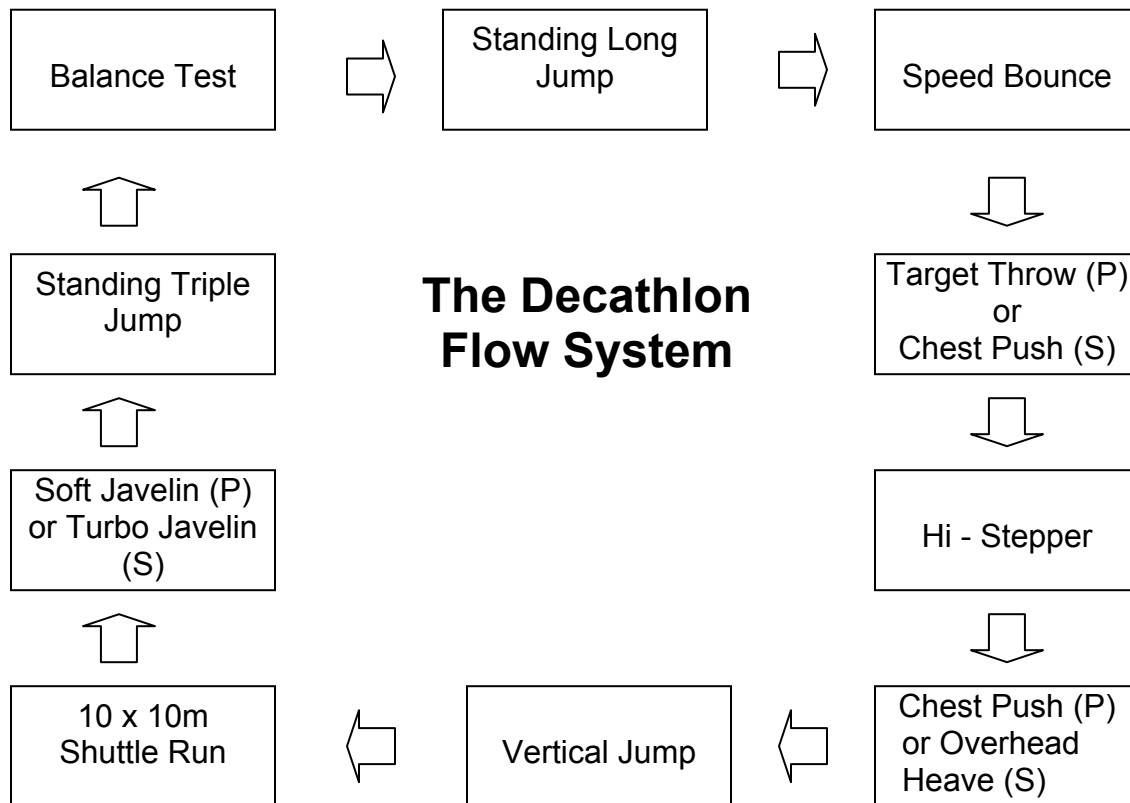 Balance Test
Standing Long
Jump
Speed Bounce
Standing Triple
Jump
The Decathlon
Flow System
Target Throw (P)
or
Chest Push (S)
Soft Javelin (P)
or Turbo Javelin
(S)
Hi - Stepper
10 x 10m
Shuttle Run
Vertical Jump
Chest Push (P)
or Overhead
Heave (S)